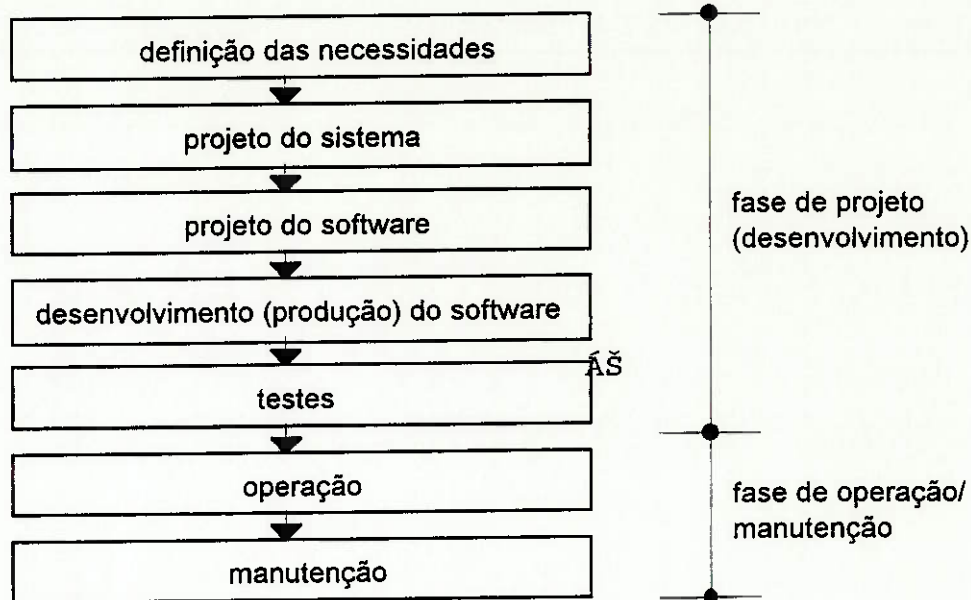 definição das necessidades
projeto do sistema
projeto do software
desenvolvimento (produção) do software
ÁŠ
testes
operação
manutenção
fase de projeto
(desenvolvimento)
fase de operação/
manutenção